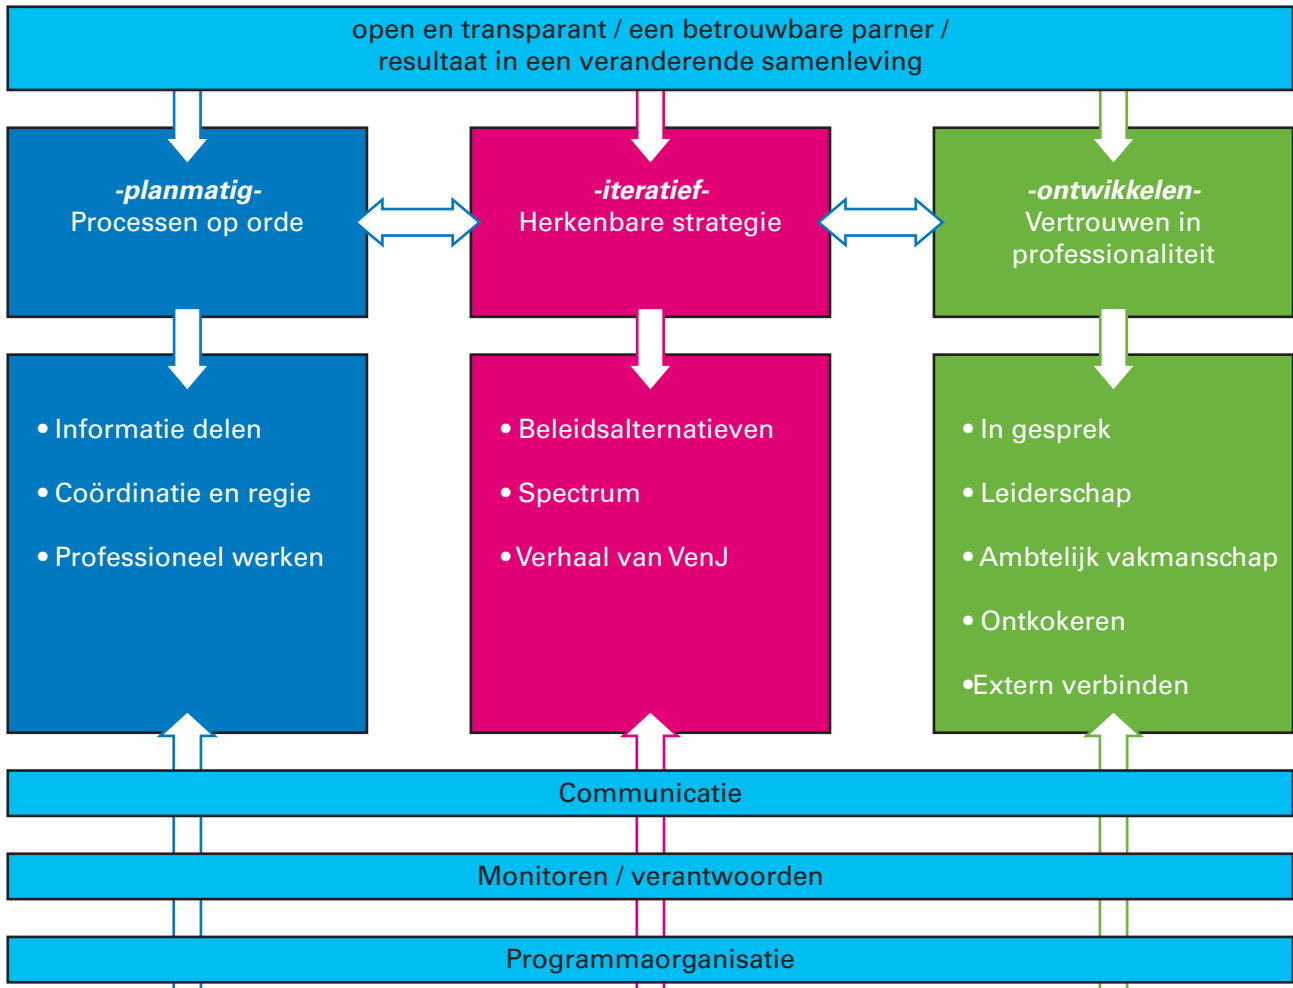 open en transparant / een betrouwbare parner /
resultaat in een veranderende samenleving
-planmatig-
Processen op orde
-iteratief-
Herkenbare strategie
-ontwikkelen-
Vertrouwen in
professionaliteit
• Informatie delen
• Coördinatie en regie
• Professioneel werken
• Beleidsalternatieven
• Spectrum
• Verhaal van VenJ
• In gesprek
• Leiderschap
• Ambtelijk vakmanschap
• Ontkokeren
•Extern verbinden
Communicatie
Monitoren / verantwoorden
Programmaorganisatie